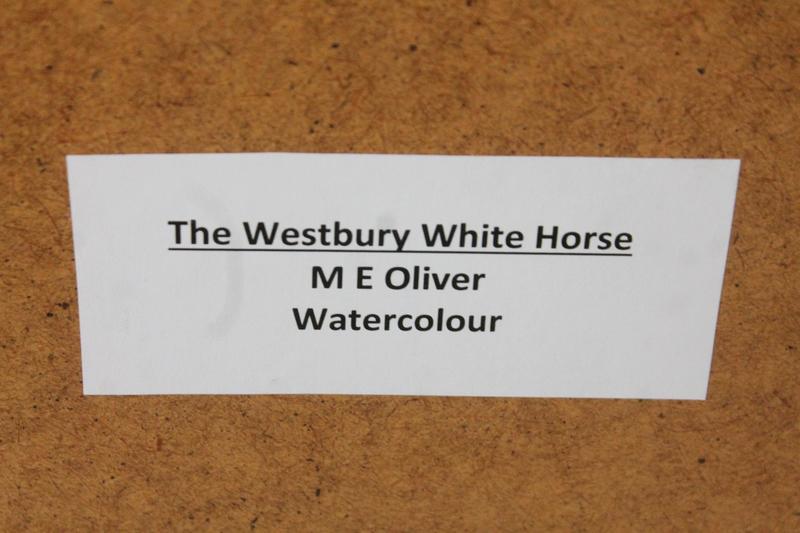 The Westbury White Horse
M E Oliver
Watercolour